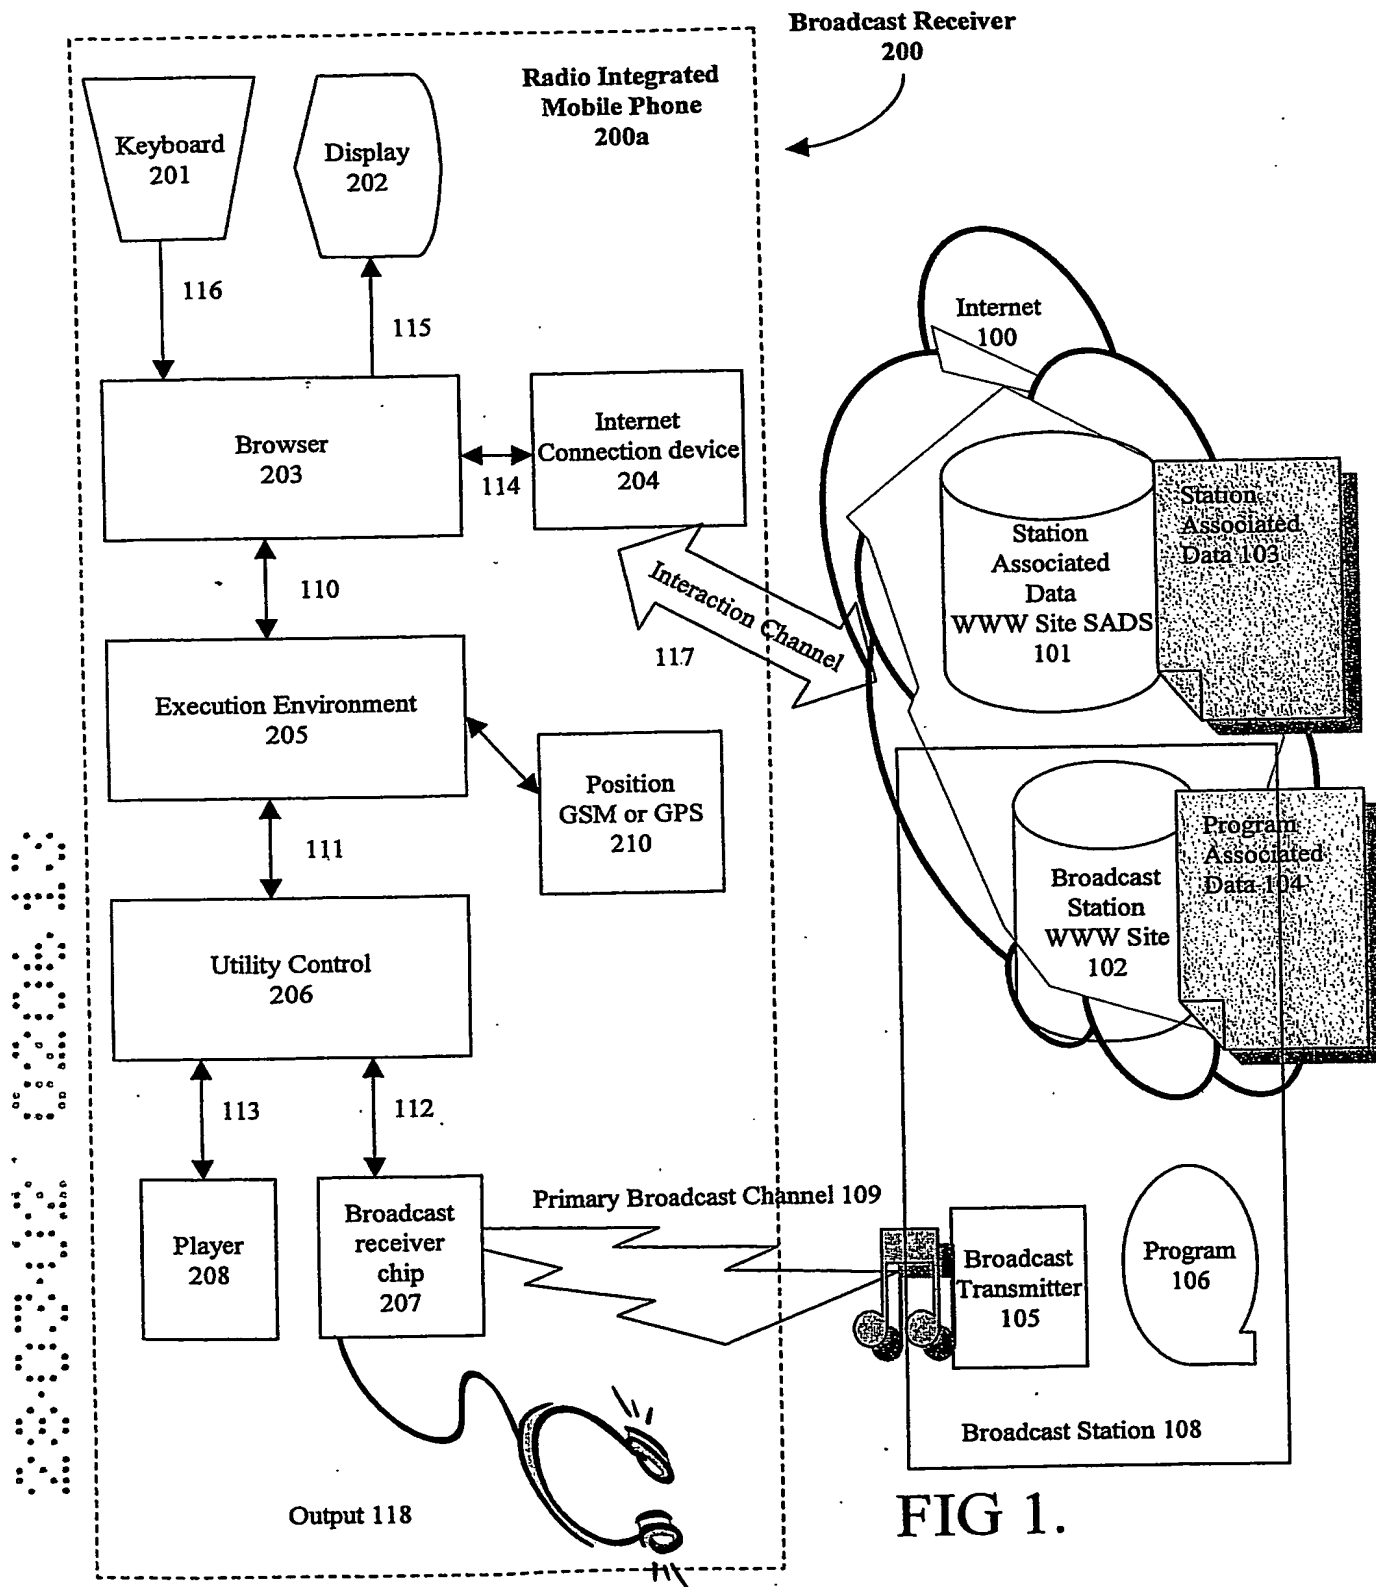 Broadcast Receiver
200
Radio Integrated
Mobile Phone
200a
Keyboard
201
Display
202
116
115
Internet
100
Browser
203
114
Internet
Connection device
204
Station
Associated
Data
WWW Site SADS
101
Station
Associated
Data 103
110
Interaction Channel
117
Execution Environment
205
Position
GSM or GPS
210
111
Broadcast
Station
WWW Site
102
Program
Associated
Data 104
Utility Control
206
113
112
Player
208
Broadcast
receiver
chip
207
Primary Broadcast Channel 109
Broadcast
Transmitter
105
Program
106
Broadcast Station 108
Output 118
FIG 1.